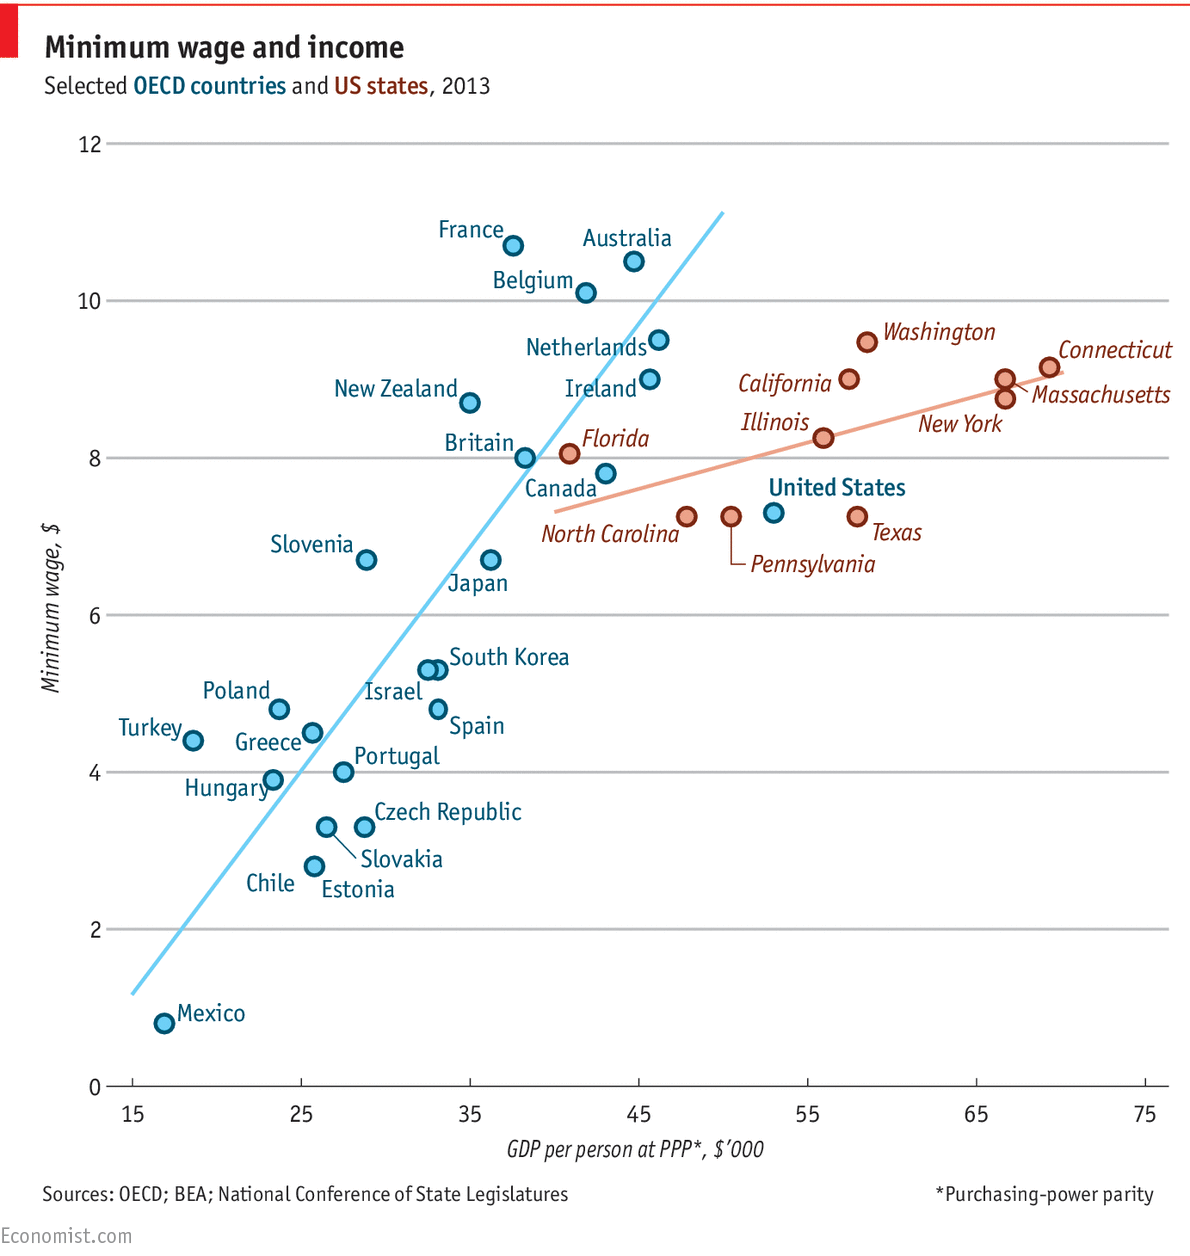 Minimum wage and income
Selected OECD countries and US states, 2013
12
France
Australia
Belgium
10
Washington
Netherlands
Connecticut
California
New Zealand
Ireland
Massachusetts
Illinois
New York
Florida
Britain
8
Canada
United States
North Carolina
Texas
Slovenia
Pennsylvania
Japan
Minimum wage, $
6
South Korea
Israel
Poland
Spain
Turkey
Greece
Portugal
4
Hungary
Czech Republic
Slovakia
Chile
Estonia
2
Mexico
0
15 25 35 45 55 65 75
GDP per person at PPP*, $’000
Sources: OECD; BEA; National Conference of State Legislatures
*Purchasing-power parity
Economist.com